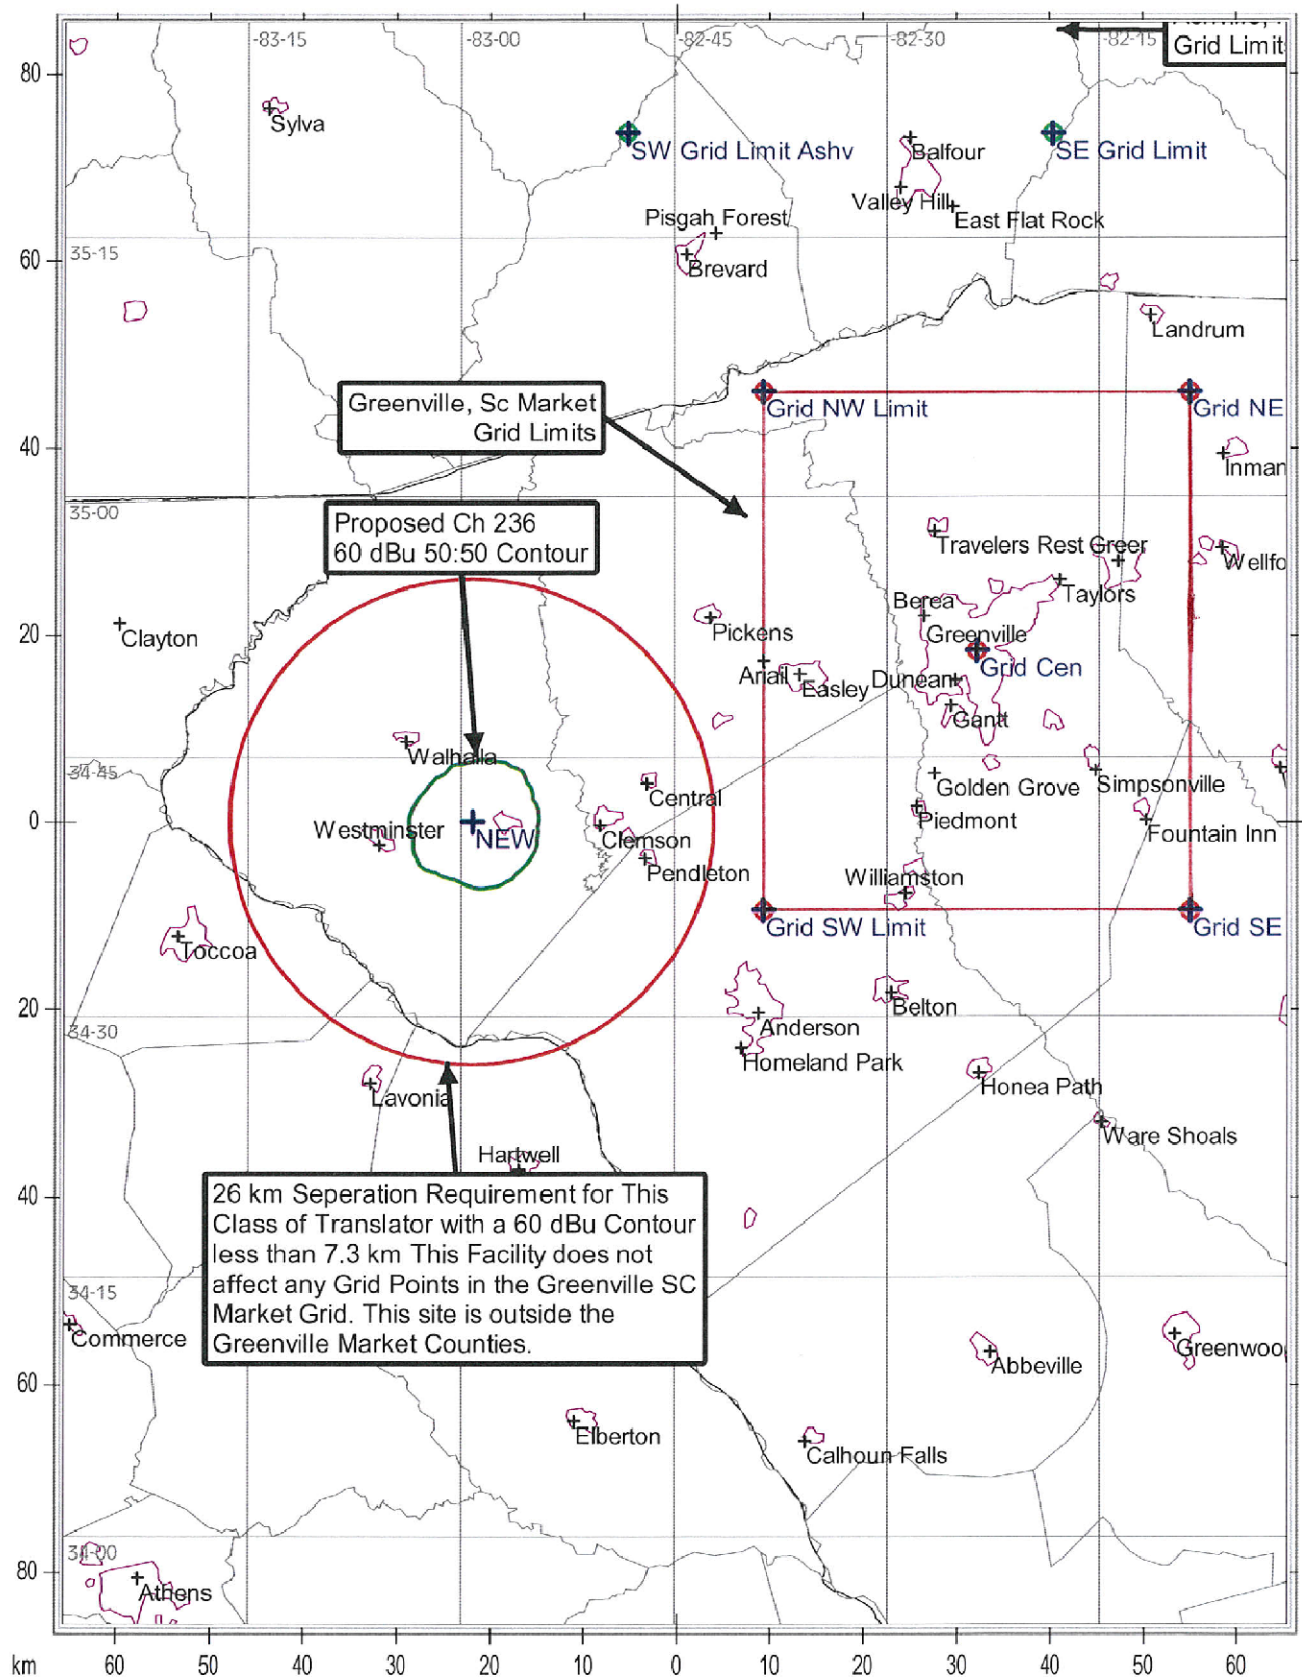 -83-15
-83-00
-82-45
-82-30
-82-15
Grid Limit
80
Sylva
SW Grid Limit Ashv
Balfour
SE Grid Limit
Valley Hill
East Flat Rock
Pisgah Forest
35-15
60
Brevard
Landrum
Greenville, Sc Market
Grid Limits
Grid NW Limit
Grid NE
40
Inman
35-00
Proposed Ch 236
60 dBu 50:50 Contour
Travelers Rest Greer
Wellfo
Taylors
Berea
20
Clayton
Pickens
Greenville
Grid Cen
Ariail
Easley
Dunean
Gantt
Walhalla
34-45
Central
Golden Grove
Simpsonville
0
Westminster
NEW
Clemson
Piedmont
Fountain Inn
Pendleton
Williamston
Grid SW Limit
Grid SE
Toccoa
20
Belton
34-30
Anderson
Homeland Park
Lavonia
Honea Path
Ware Shoals
Hartwell
40
26 km Seperation Requirement for This
Class of Translator with a 60 dBu Contour
less than 7.3 km This Facility does not
affect any Grid Points in the Greenville SC
Market Grid. This site is outside the
Greenville Market Counties.
34-15
Commerce
Greenwoo
Abbeville
60
Elberton
Calhoun Falls
34-00
80
Athens
km 60 50 40 30 20 10 0 10 20 30 40 50 60